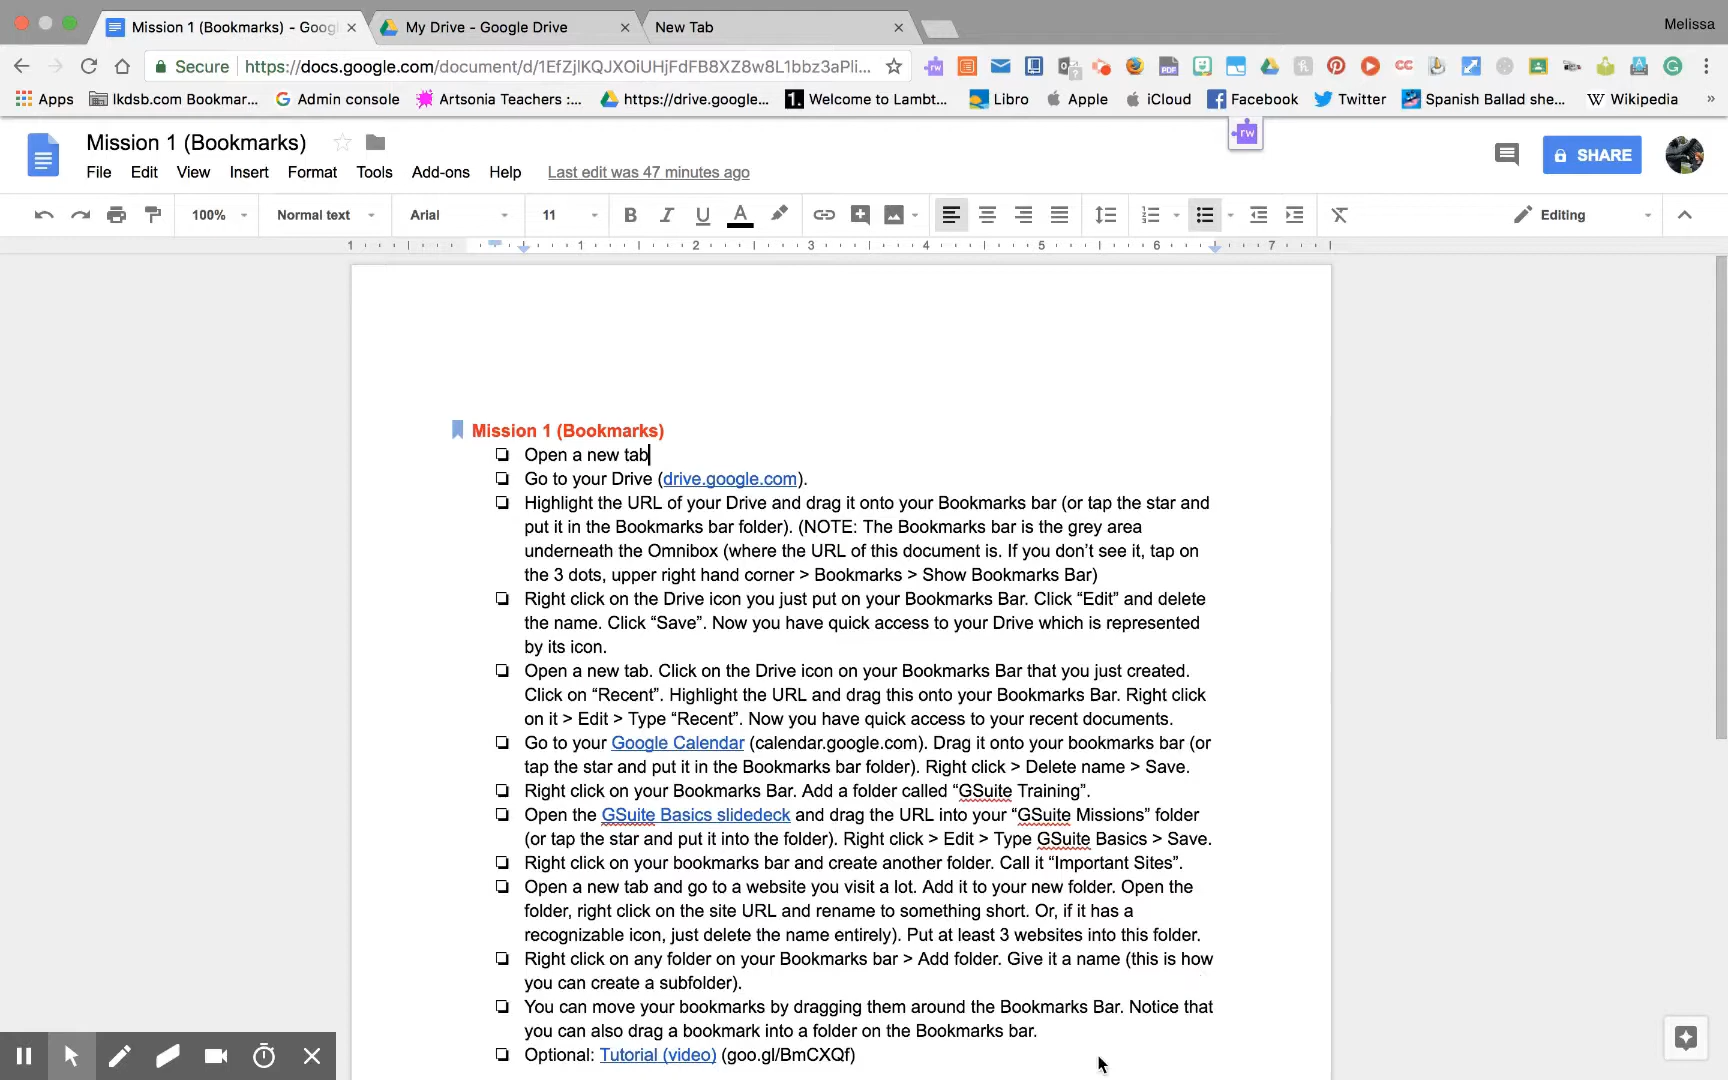 Mission 1 (Bookmarks) - Goog
My Drive - Google Drive
New Tab
Melissa
Secure
https://docs.google.com/document/d/1EfZjlKQJXOiUHjFdFB8XZ8w8L1bbz3aPli...
Apps
lkdsb.com Bookmar...
Admin console
Artsonia Teachers :...
https://drive.google...
Welcome to Lambt...
Libro
Apple
iCloud
Facebook
Twitter
Spanish Ballad she...
Wikipedia
»
rw
Mission 1 (Bookmarks)
SHARE
File Edit View Insert Format Tools Add-ons Help Last edit was 47 minutes ago
100% Normal text Arial 11 B I U A Editing
1 1 2 3 4 5 6 7
Mission 1 (Bookmarks)
Open a new tab
Go to your Drive (drive.google.com).
Highlight the URL of your Drive and drag it onto your Bookmarks bar (or tap the star and
put it in the Bookmarks bar folder). (NOTE: The Bookmarks bar is the grey area
underneath the Omnibox (where the URL of this document is. If you don’t see it, tap on
the 3 dots, upper right hand corner > Bookmarks > Show Bookmarks Bar)
Right click on the Drive icon you just put on your Bookmarks Bar. Click “Edit” and delete
the name. Click “Save”. Now you have quick access to your Drive which is represented
by its icon.
Open a new tab. Click on the Drive icon on your Bookmarks Bar that you just created.
Click on “Recent”. Highlight the URL and drag this onto your Bookmarks Bar. Right click
on it > Edit > Type “Recent”. Now you have quick access to your recent documents.
Go to your Google Calendar (calendar.google.com). Drag it onto your bookmarks bar (or
tap the star and put it in the Bookmarks bar folder). Right click > Delete name > Save.
Right click on your Bookmarks Bar. Add a folder called “GSuite Training”.
Open the GSuite Basics slidedeck and drag the URL into your “GSuite Missions” folder
(or tap the star and put it into the folder). Right click > Edit > Type GSuite Basics > Save.
Right click on your bookmarks bar and create another folder. Call it “Important Sites”.
Open a new tab and go to a website you visit a lot. Add it to your new folder. Open the
folder, right click on the site URL and rename to something short. Or, if it has a
recognizable icon, just delete the name entirely). Put at least 3 websites into this folder.
Right click on any folder on your Bookmarks bar > Add folder. Give it a name (this is how
you can create a subfolder).
You can move your bookmarks by dragging them around the Bookmarks Bar. Notice that
you can also drag a bookmark into a folder on the Bookmarks bar.
Optional: Tutorial (video) (goo.gl/BmCXQf)